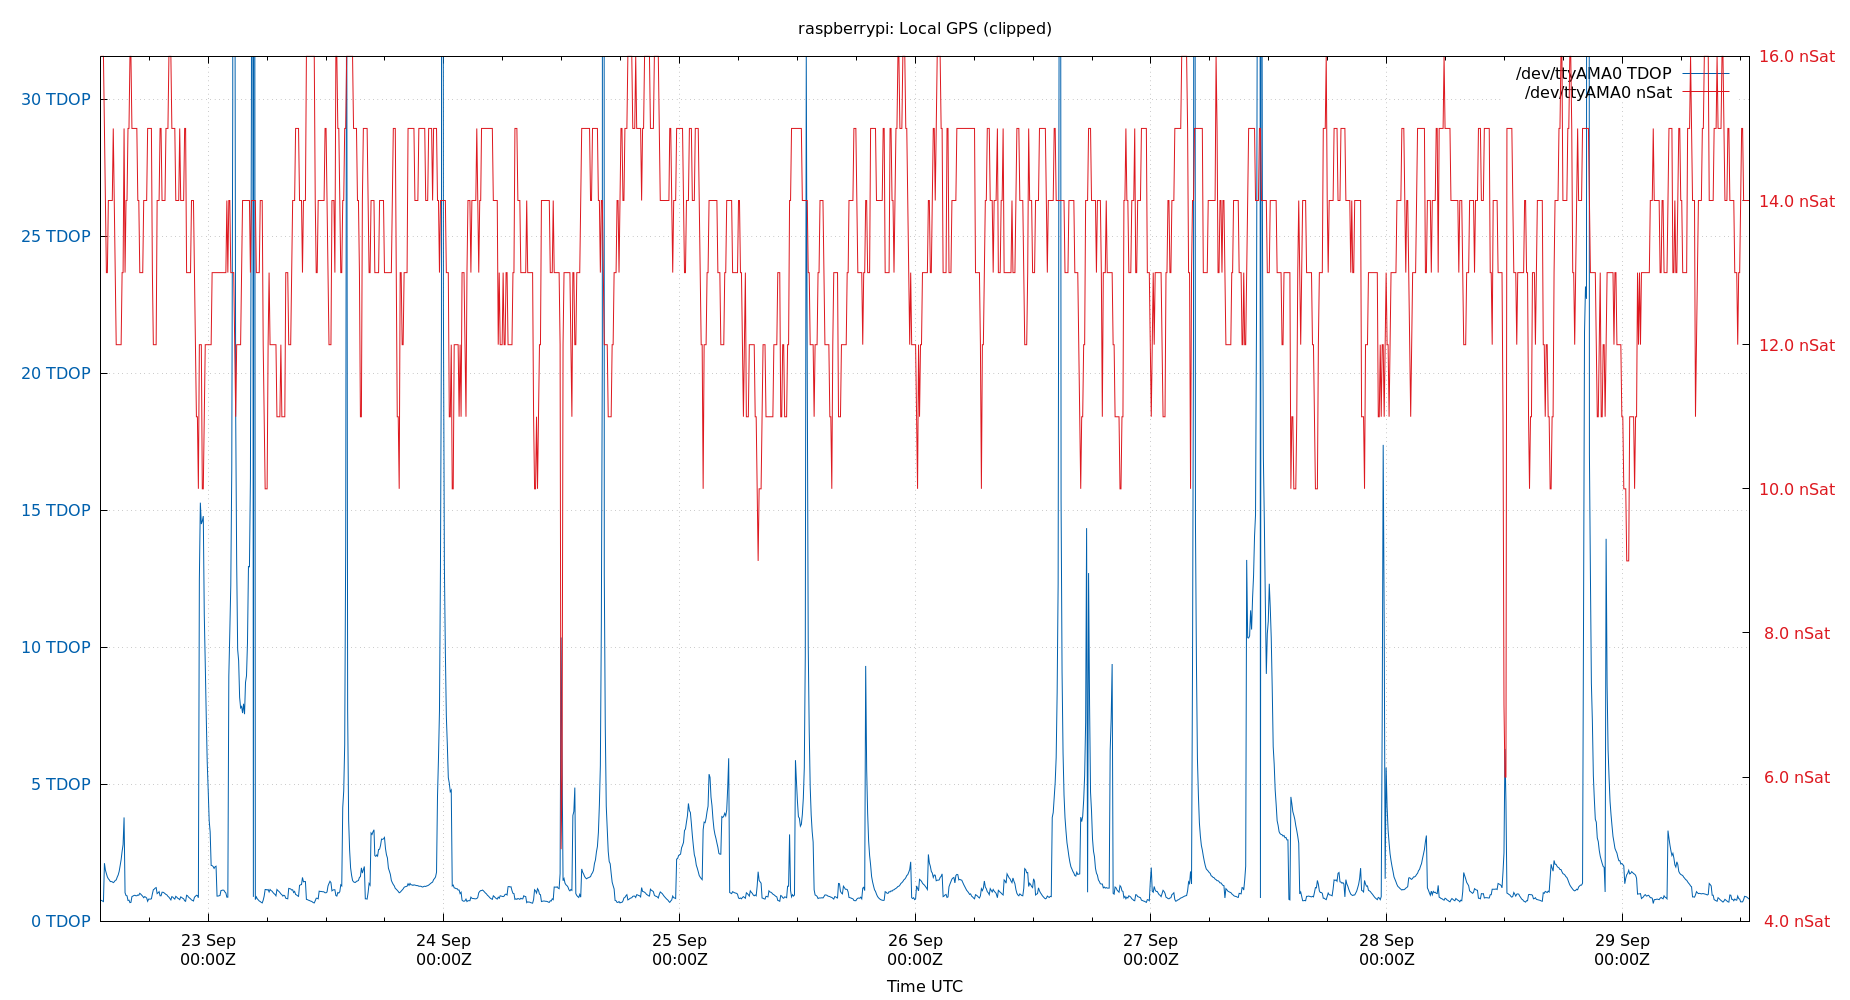 raspberrypi: Local GPS (clipped)
/dev/ttyAMA0 TDOP
/dev/ttyAMA0 nSat
30 TDOP
25 TDOP
20 TDOP
15 TDOP
10 TDOP
5 TDOP
0 TDOP
16.0 nSat
14.0 nSat
12.0 nSat
10.0 nSat
8.0 nSat
6.0 nSat
4.0 nSat
23 Sep
00:00Z
24 Sep
00:00Z
25 Sep
00:00Z
26 Sep
00:00Z
27 Sep
00:00Z
28 Sep
00:00Z
29 Sep
00:00Z
Time UTC